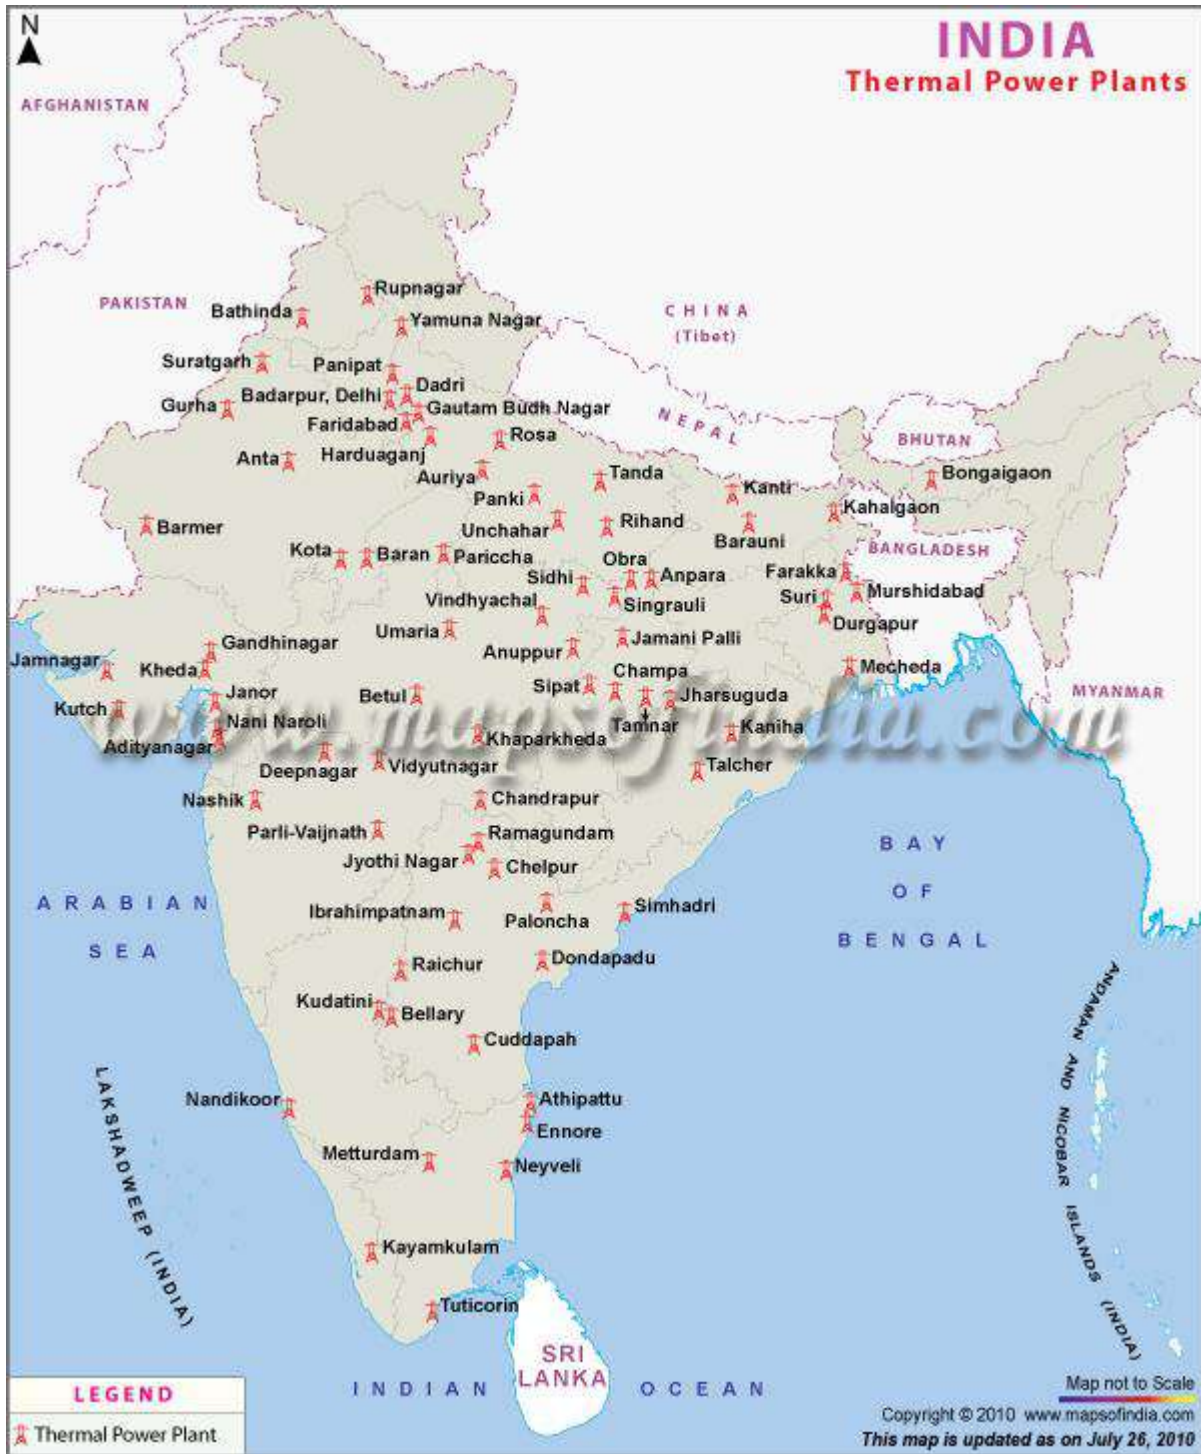 N
INDIA
Thermal Power Plants
AFGHANISTAN
PAKISTAN
CHINA
(Tibet)
NEPAL
BHUTAN
BANGLADESH
MYANMAR
Rupnagar
Bathinda
Yamuna Nagar
Suratgarh
Panipat
Dadri
Badarpur, Delhi
Gurha
Gautam Budh Nagar
Faridabad
Rosa
Harduaganj
Anta
Auriya
Tanda
Kanti
Bongaigaon
Panki
Kahalgaon
Barmer
Unchahar
Rihand
Barauni
Kota
Baran
Pariccha
Obra
Sidhi
Anpara
Farakka
Murshidabad
Vindhyachal
Singrauli
Suri
Durgapur
Umaria
Jamani Palli
Gandhinagar
Anuppur
Jamnagar
Kheda
Champa
Mecheda
Sipat
Janor
Betul
Jharsuguda
Kutch
Nani Naroli
Tamnar
Kaniha
www.mapsofindia.com
Adityanagar
Khaparkheda
Deepnagar
Vidyutnagar
Talcher
Nashik
Chandrapur
Parli-Vaijnath
Ramagundam
Jyothi Nagar
Chelpur
Ibrahimpatnam
Paloncha
Simhadri
Dondapadu
Raichur
Kudatini
Bellary
Cuddapah
Nandikoor
Athipattu
Ennore
Metturdam
Neyveli
Kayamkulam
Tuticorin
ARABIAN
SEA
BAY
OF
BENGAL
LAKSHADWEEP (INDIA)
ANDAMAN AND NICOBAR ISLANDS (INDIA)
SRI
LANKA
INDIAN OCEAN
LEGEND
Thermal Power Plant
Map not to Scale
Copyright © 2010 www.mapsofindia.com
This map is updated as on July 26, 2010